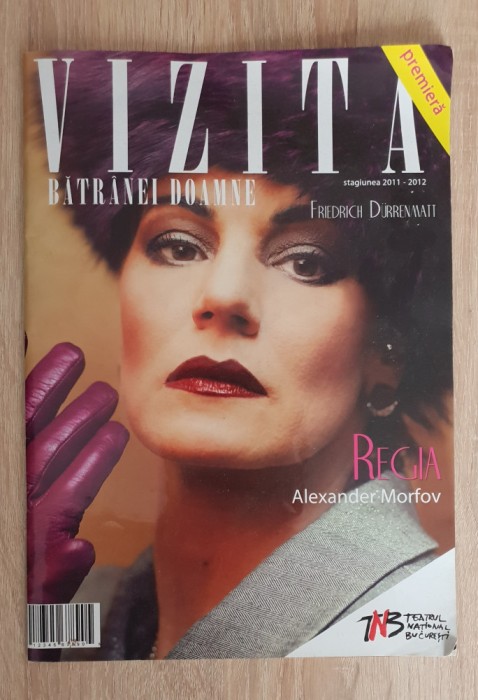 VIZITA
premieră
BĂTRÂNEI DOAMNE
stagiunea 2011 - 2012
FRIEDRICH DÜRRENMATT
REGIA
Alexander Morfov
TNB TEATRUL
NAȚIONAL
BUCUREȘTI